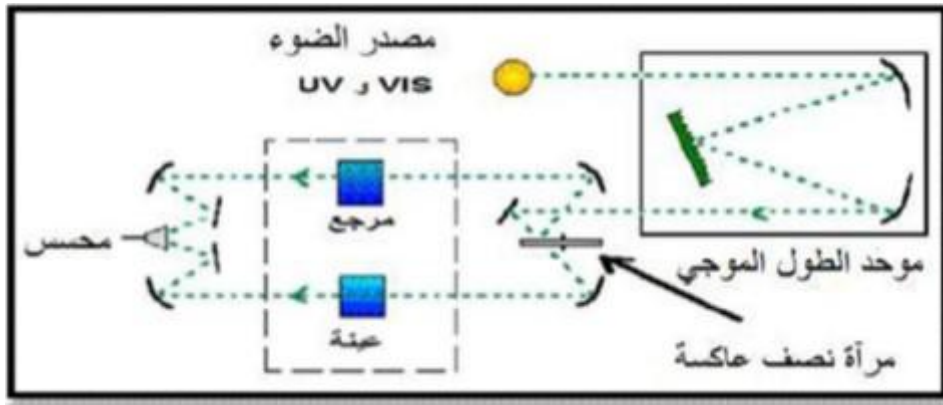 مصدر الضوء
UV و VIS
مرجع
محسس
موحد الطول الموجي
عينة
مرآة نصف عاكسة